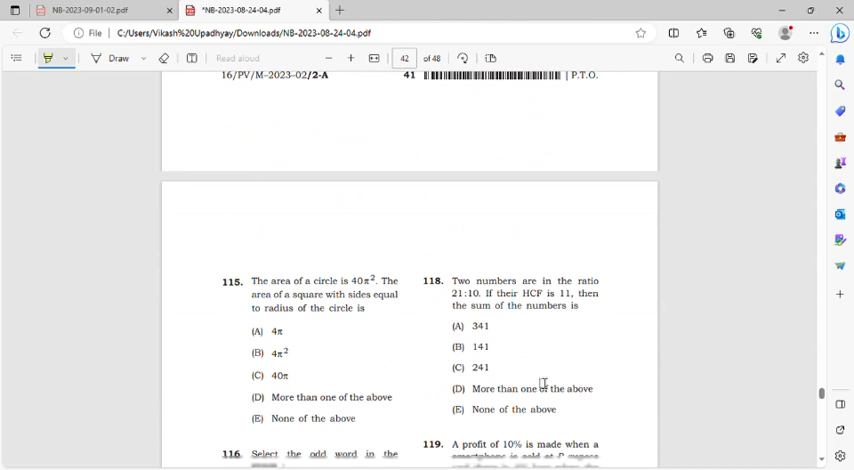 NB-2023-09-01-02.pdf
*NB-2023-08-24-04.pdf
File
C:/Users/Vikash%20Upadhyay/Downloads/NB-2023-08-24-04.pdf
Draw
Read aloud
42 of 48
16/PV/M-2023-02/2-A 41 | P.T.O.
115. The area of a circle is 40π². The
area of a square with sides equal
to radius of the circle is
(A) 4π
(B) 4π²
(C) 40π
(D) More than one of the above
(E) None of the above
116. Select the odd word in the
118. Two numbers are in the ratio
21:10. If their HCF is 11, then
the sum of the numbers is
(A) 341
(B) 141
(C) 241
(D) More than one of the above
(E) None of the above
119. A profit of 10% is made when a